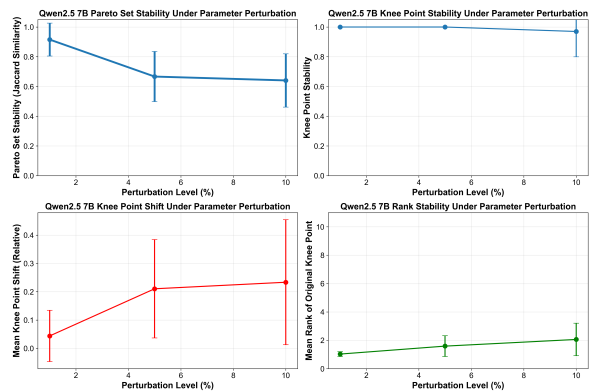 Qwen2.5 7B Pareto Set Stability Under Parameter Perturbation
Pareto Set Stability (Jaccard Similarity)
1.0
0.8
0.6
0.4
0.2
0.0
2 4 6 8 10
Perturbation Level (%)
Qwen2.5 7B Knee Point Stability Under Parameter Perturbation
Knee Point Stability
1.0
0.8
0.6
0.4
0.2
0.0
2 4 6 8 10
Perturbation Level (%)
Qwen2.5 7B Knee Point Shift Under Parameter Perturbation
Mean Knee Point Shift (Relative)
0.4
0.3
0.2
0.1
0.0
2 4 6 8 10
Perturbation Level (%)
Qwen2.5 7B Rank Stability Under Parameter Perturbation
Mean Rank of Original Knee Point
10
8
6
4
2
0
2 4 6 8 10
Perturbation Level (%)